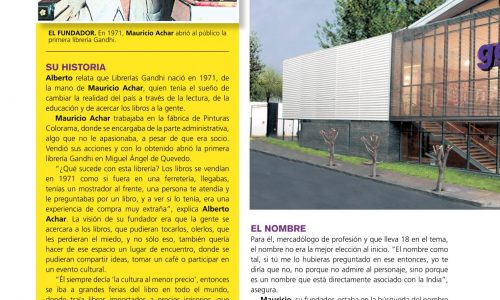 EL FUNDADOR. En 1971, Mauricio Achar abrió al público la
primera librería Gandhi.
SU HISTORIA
Alberto relata que Librerías Gandhi nació en 1971, de
la mano de Mauricio Achar, quien tenía el sueño de
cambiar la realidad del país a través de la lectura, de la
educación y de acercar los libros a la gente.
Mauricio Achar trabajaba en la fábrica de Pinturas
Colorama, donde se encargaba de la parte administrativa,
algo que no le apasionaba, a pesar de que era socio.
Vendió sus acciones y con lo obtenido abrió la primera
librería Gandhi en Miguel Ángel de Quevedo.
"¿Qué sucede con esta librería? Los libros se vendían
en 1971 como si fuera en una ferretería, llegabas,
tenías un mostrador al frente, una persona te atendía y
le preguntabas por un libro, y a ver si lo tenía, era una
experiencia de compra muy extraña", explica Alberto
Achar. La visión de su fundador era que la gente se
acercara a los libros, que pudieran tocarlos, olerlos, que
les perdieran el miedo, y no sólo eso, también quería
hacer de ese espacio un lugar de encuentro, donde se
pudieran compartir ideas, tomar un café o participar en
un evento cultural.
"Él siempre decía 'la cultura al menor precio', entonces
se iba a grandes ferias del libro en todo el mundo,
donde traía libros importados a precios irrisorios, que
g
EL NOMBRE
Para él, mercadólogo de profesión y que lleva 18 en el tema,
el nombre no era la mejor elección al inicio. "El nombre como
tal, si tú me lo hubieras preguntado en ese entonces, yo te
diría que no, no porque no admire al personaje, sino porque
es un nombre que está directamente asociado con la India",
asegura.
Mauricio, su fundador, estaba en la búsqueda del nombre